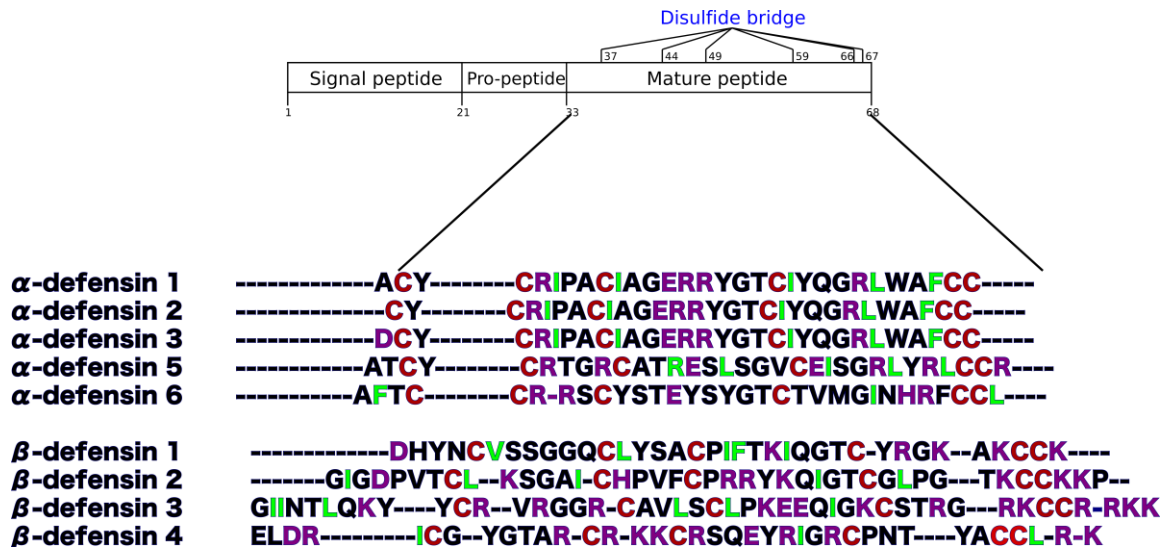 Disulfide bridge
37 44 49 59 66 67
Signal peptide Pro-peptide Mature peptide
1 21 33 68
α-defensin 1 --------------ACY--------CRIPACIAGERRYGTCIYQGRLWAFCC-----
α-defensin 2 ---------------CY--------CRIPACIAGERRYGTCIYQGRLWAFCC-----
α-defensin 3 --------------DCY--------CRIPACIAGERRYGTCIYQGRLWAFCC-----
α-defensin 5 -------------ATCY--------CRTGRCATRESLSGVCEISGRLYRLCCR----
α-defensin 6 ------------AFTC---------CR-RSCYSTEYSYGTCTVMGINHRFCCL----
β-defensin 1 --------------DHYNCVSSGGQCLYSACPIFTKIQGTC-YRGK--AKCCK----
β-defensin 2 -------GIGDPVTCL--KSGAI-CHPVFCPRRYKQIGTCGLPG---TKCCKKP--
β-defensin 3 GIINTLQKY---YCR--VRGGR-CAVLSCLPKEEQIGKCSTRG---RKCCR-RKK
β-defensin 4 ELDR----------ICG--YGTAR-CR-KKCRSQEYRIGRCPNT----YACCL-R-K